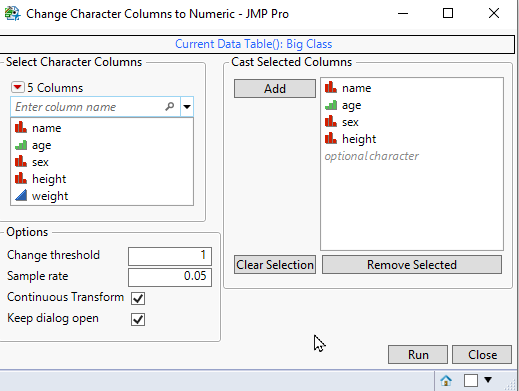 Change Character Columns to Numeric - JMP Pro
Current Data Table(): Big Class
Select Character Columns
5 Columns
Enter column name
name
age
sex
height
weight
Cast Selected Columns
Add
name
age
sex
height
optional character
Clear Selection
Remove Selected
Options
Change threshold 1
Sample rate 0.05
Continuous Transform
Keep dialog open
Run
Close